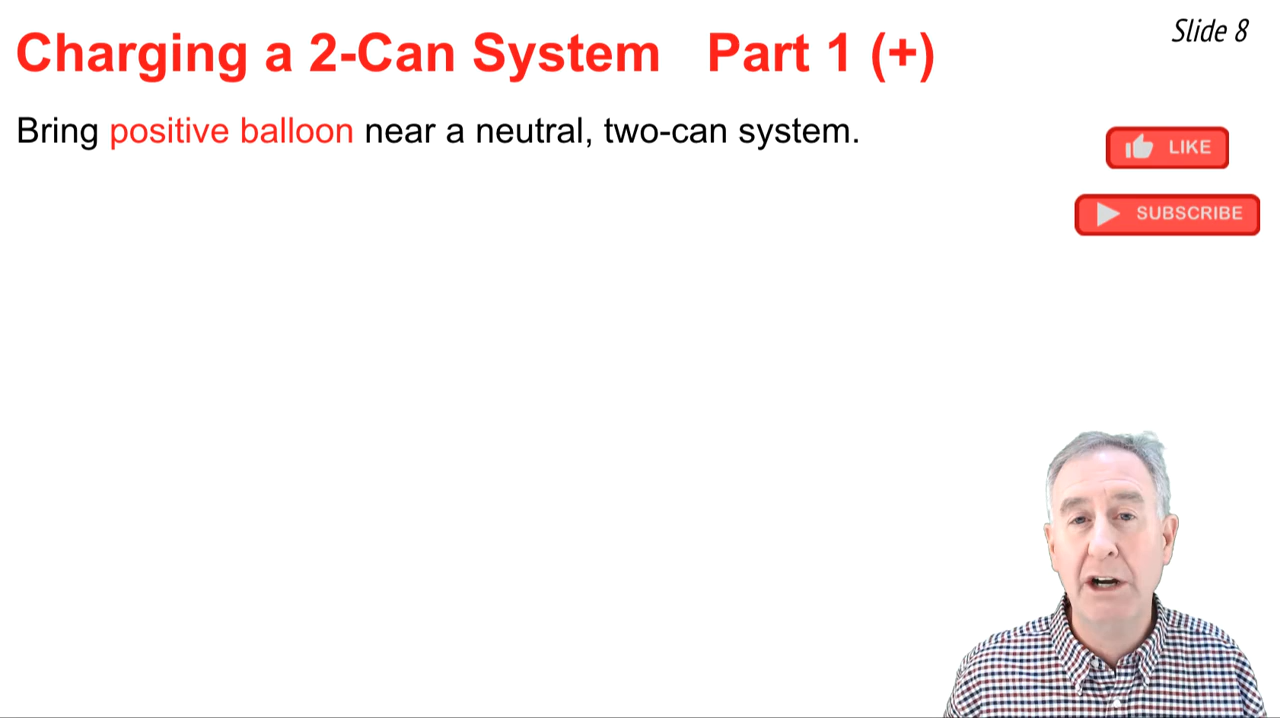 Slide 8
Charging a 2-Can System Part 1 (+)
Bring positive balloon near a neutral, two-can system.
LIKE
SUBSCRIBE